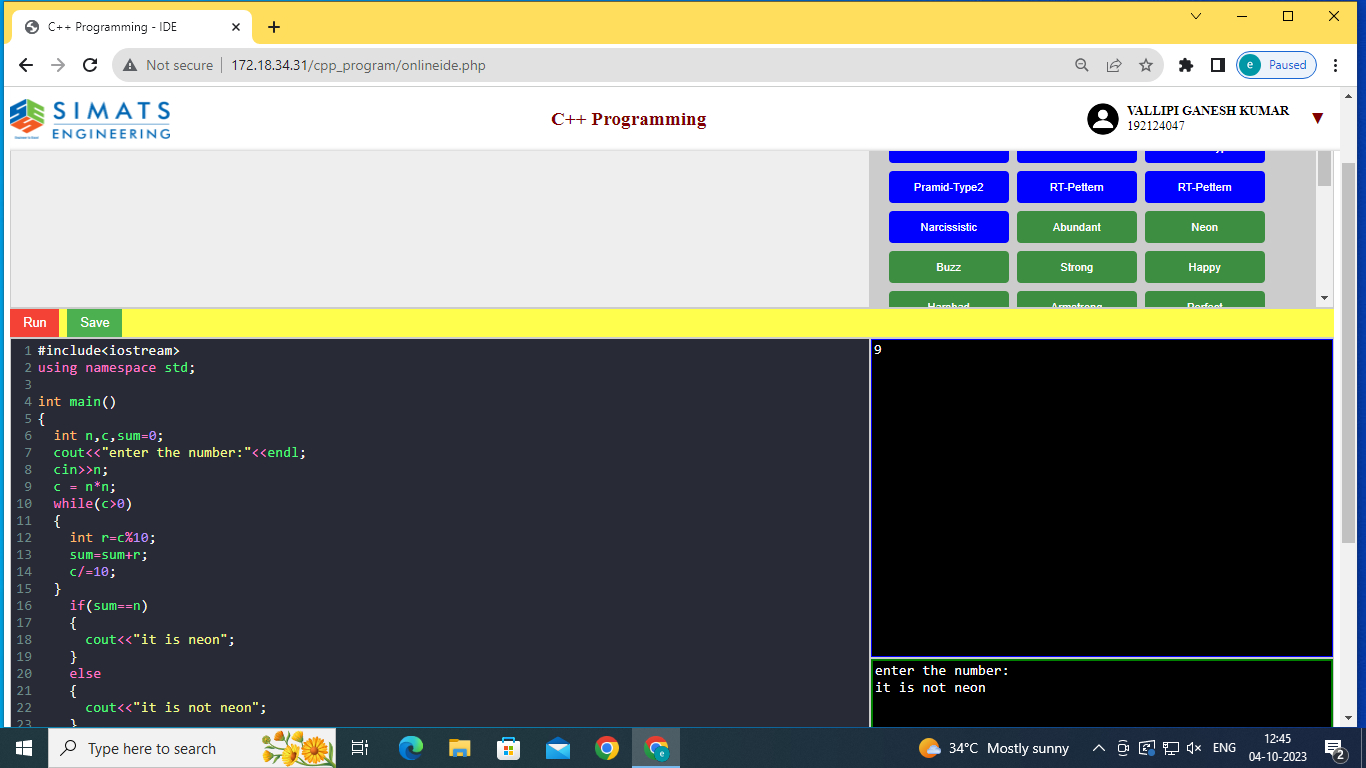 C++ Programming - IDE
Not secure | 172.18.34.31/cpp_program/onlineide.php
e Paused
SIMATS
ENGINEERING
C++ Programming
VALLIPI GANESH KUMAR
192124047
Pramid-Type2 RT-Pettern RT-Pettern
Narcissistic Abundant Neon
Buzz Strong Happy
Harshad Armstrong Perfect
Run Save
1 #include<iostream>
2 using namespace std;
3
4 int main()
5 {
6 int n,c,sum=0;
7 cout<<"enter the number:"<<endl;
8 cin>>n;
9 c = n*n;
10 while(c>0)
11 {
12 int r=c%10;
13 sum=sum+r;
14 c/=10;
15 }
16 if(sum==n)
17 {
18 cout<<"it is neon";
19 }
20 else
21 {
22 cout<<"it is not neon";
23 }
9
enter the number:
it is not neon
Type here to search
34°C Mostly sunny
ENG
12:45
04-10-2023
2